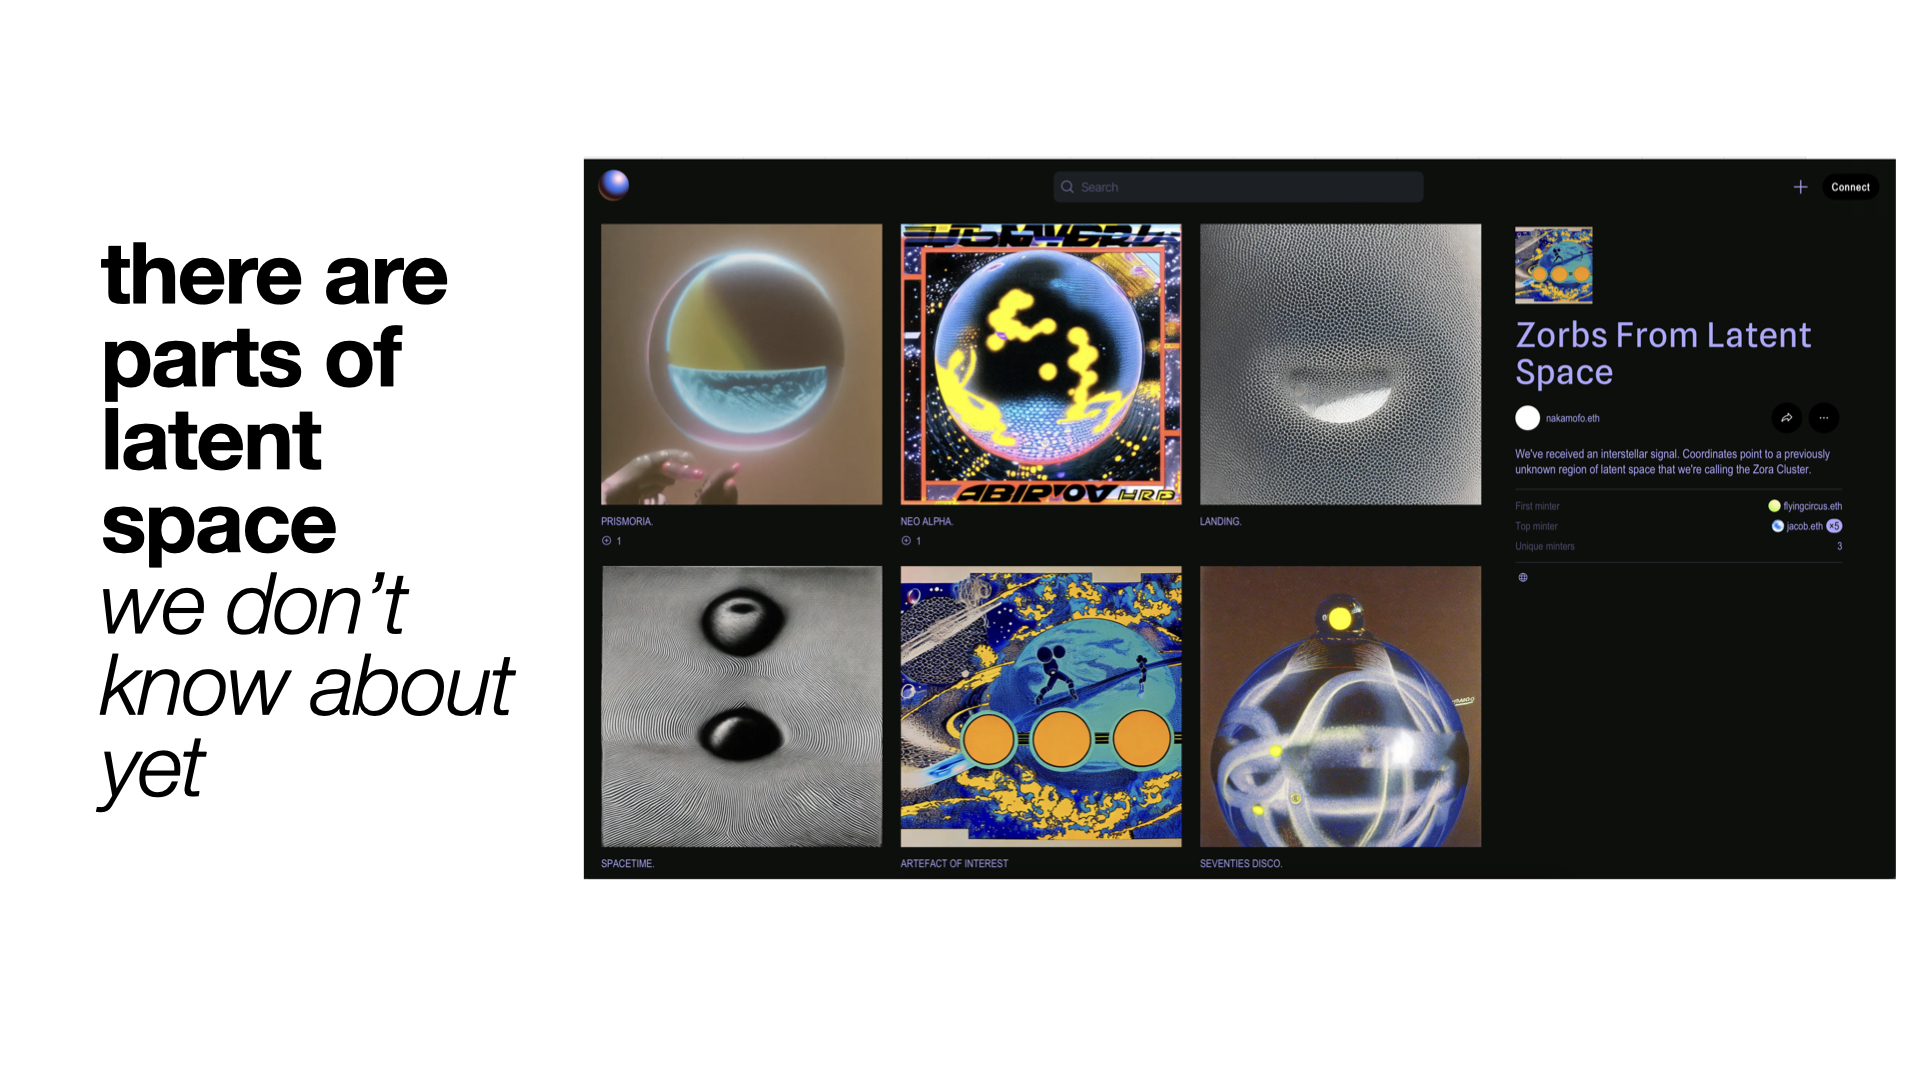 there are
parts of
latent
space
we don’t
know about
yet
Search
Connect
PRISMORIA.
1
NEO ALPHA.
1
LANDING.
SPACETIME.
ARTEFACT OF INTEREST
SEVENTIES DISCO.
Zorbs From Latent
Space
nakamofo.eth
We've received an interstellar signal. Coordinates point to a previously
unknown region of latent space that we're calling the Zora Cluster.
First minter flyingcircus.eth
Top minter jacob.eth ×5
Unique minters 3